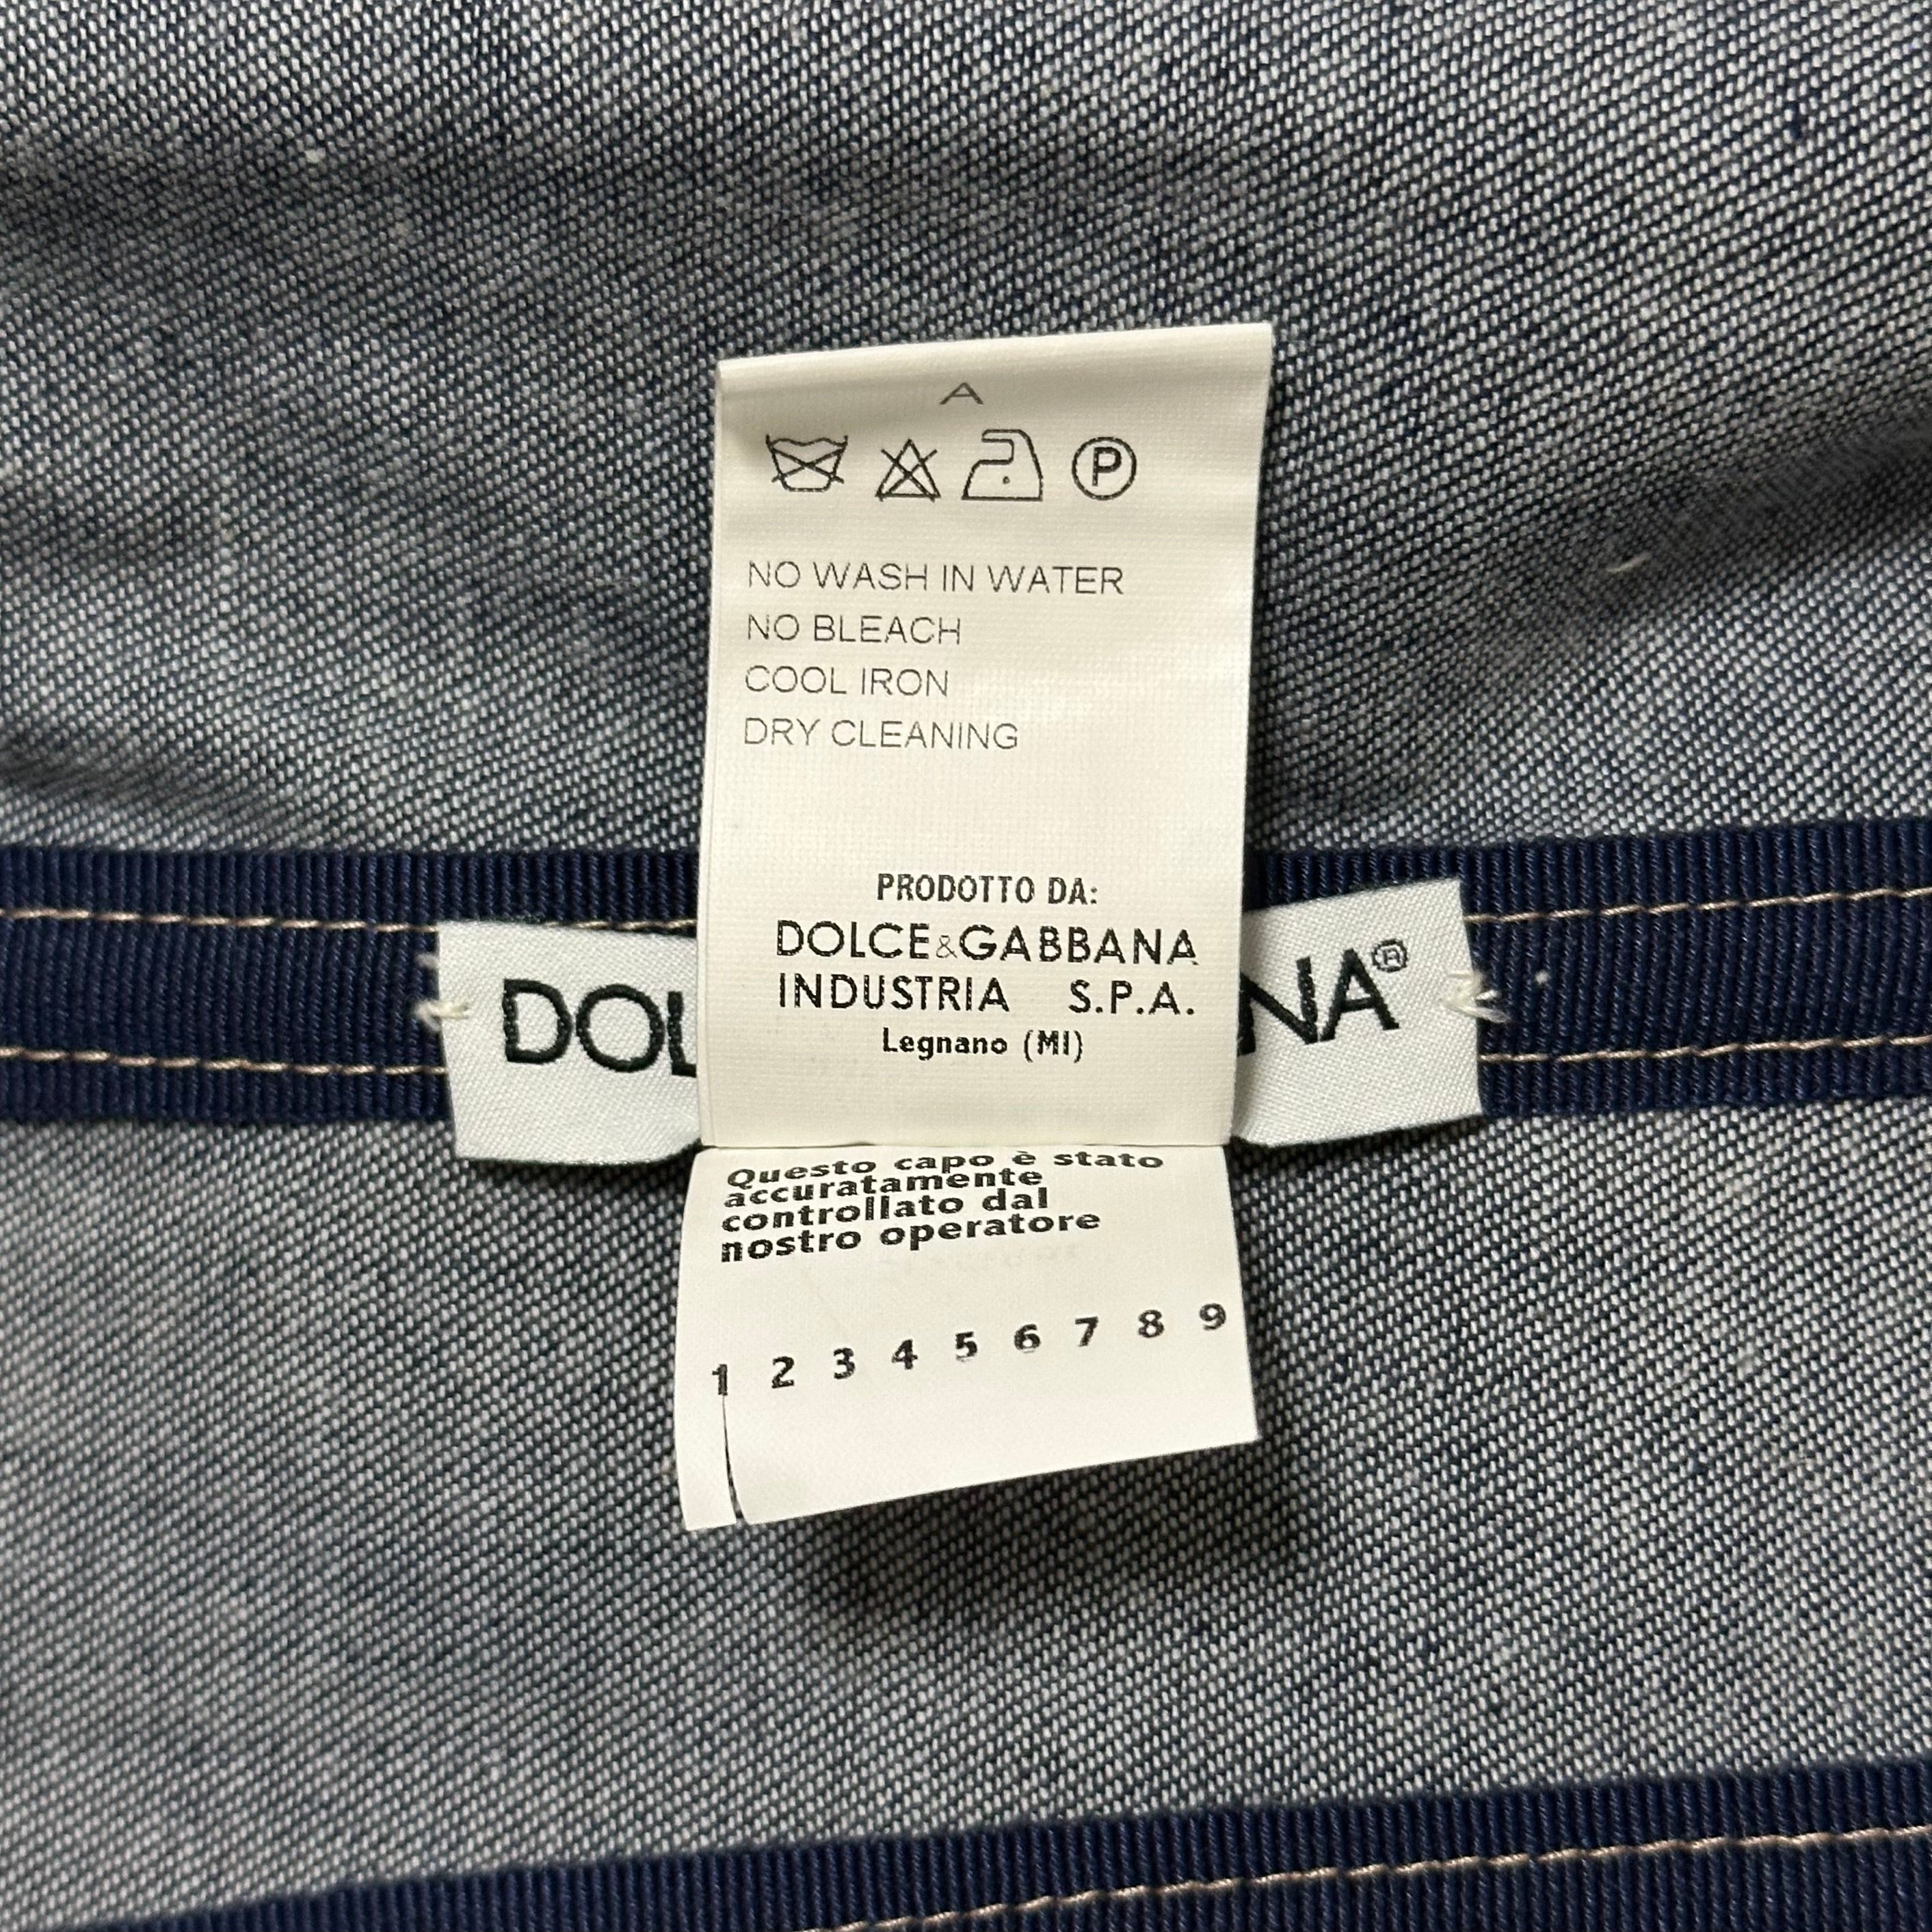 A
P
NO WASH IN WATER
NO BLEACH
COOL IRON
DRY CLEANING
PRODOTTO DA:
DOLCE&GABBANA
INDUSTRIA S.P.A.
Legnano (MI)
DOL NA®
Questo capo è stato
accuratamente
controllato dal
nostro operatore
1 2 3 4 5 6 7 8 9